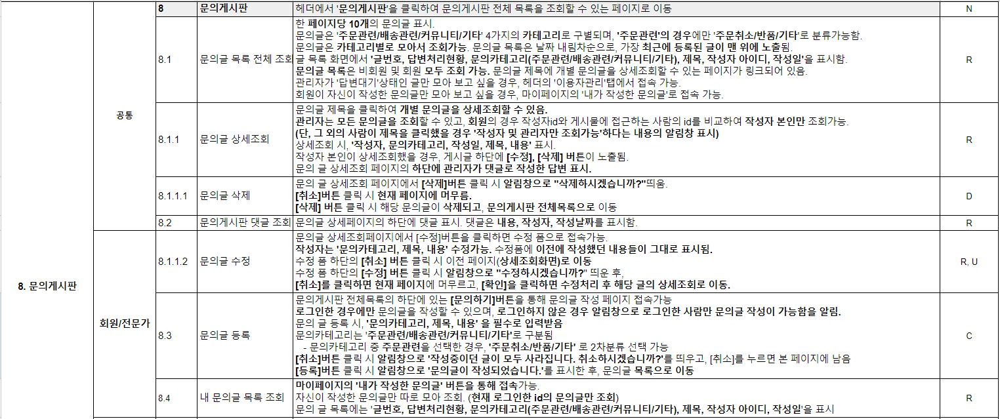 8 문의게시판 헤더에서 '문의게시판'을 클릭하여 문의게시판 전체 목록을 조회할 수 있는 페이지로 이동 N
한 페이지당 10개의 문의글 표시.
문의글은 '주문관련/배송관련/커뮤니티/기타' 4가지의 카테고리로 구별되며, '주문관련'의 경우에만 '주문취소/반품/기타'로 분류가능함.
문의글은 카테고리별로 모아서 조회가능. 문의글 목록은 날짜 내림차순으로, 가장 최근에 등록된 글이 맨 위에 노출됨.
8.1 문의글 목록 전체 조회 글 목록 화면에서 '글번호, 답변처리현황, 문의카테고리(주문관련/배송관련/커뮤니티/기타), 제목, 작성자 아이디, 작성일'을 표시함. R
문의글 목록은 비회원 및 회원 모두 조회 가능. 문의글 제목에 개별 문의글을 상세조회할 수 있는 페이지가 링크되어 있음.
관리자가 '답변대기'상태인 글만 모아 보고 싶을 경우, 헤더의 '이용자관리'탭에서 접속 가능.
회원이 자신이 작성한 문의글만 모아 보고 싶을 경우, 마이페이지의 '내가 작성한 문의글'로 접속 가능.
공통
문의글 제목을 클릭하여 개별 문의글을 상세조회할 수 있음.
관리자는 모든 문의글을 조회할 수 있고, 회원의 경우 작성자id와 게시물에 접근하는 사람의 id를 비교하여 작성자 본인만 조회가능.
(단, 그 외의 사람이 제목을 클릭했을 경우 '작성자 및 관리자만 조회가능'하다는 내용의 알림창 표시)
8.1.1 문의글 상세조회 R
상세조회 시, '작성자, 문의카테고리, 작성일, 제목, 내용' 표시.
작성자 본인이 상세조회했을 경우, 게시글 하단에 [수정], [삭제] 버튼이 노출됨.
문의 글 상세조회 페이지의 하단에 관리자가 댓글로 작성한 답변 표시.
문의 글 상세조회 페이지에서 [삭제]버튼 클릭 시 알림창으로 "삭제하시겠습니까?"띄움.
8.1.1.1 문의글 삭제 [취소]버튼 클릭 시 현재 페이지에 머무름. D
[삭제] 버튼 클릭 시 해당 문의글이 삭제되고, 문의게시판 전체목록으로 이동
8.2 문의게시판 댓글 조회 문의글 상세페이지의 하단에 댓글 표시. 댓글은 내용, 작성자, 작성날짜를 표시함. R
문의글 상세조회페이지에서 [수정]버튼을 클릭하면 수정 폼으로 접속가능.
작성자는 '문의카테고리, 제목, 내용' 수정가능. 수정폼에 이전에 작성했던 내용들이 그대로 표시됨.
8.1.1.2 문의글 수정 수정 폼 하단의 [취소] 버튼 클릭 시 이전 페이지(상세조회화면)로 이동 R, U
수정 폼 하단의 [수정] 버튼 클릭 시 알림창으로 "수정하시겠습니까?" 띄운 후,
[취소]를 클릭하면 현재 페이지에 머무르고, [확인]을 클릭하면 수정처리 후 해당 글의 상세조회로 이동.
8. 문의게시판
문의게시판 전체목록의 하단에 있는 [문의하기]버튼을 통해 문의글 작성 페이지 접속가능
로그인한 경우에만 문의글을 작성할 수 있으며, 로그인하지 않은 경우 알림창으로 로그인한 사람만 문의글 작성이 가능함을 알림.
회원/전문가
문의 글 등록 시, '문의카테고리, 제목, 내용' 을 필수로 입력받음
8.3 문의글 등록 문의카테고리는 '주문관련/배송관련/커뮤니티/기타'로 구분됨 C
- 문의카테고리 중 주문관련을 선택한 경우, '주문취소/반품/기타' 로 2차분류 선택 가능
[취소]버튼 클릭 시 알림창으로 '작성중이던 글이 모두 사라집니다. 취소하시겠습니까?'를 띄우고, [취소]를 누르면 본 페이지에 남음
[등록]버튼 클릭 시 알림창으로 '문의글이 작성되었습니다.'를 표시한 후, 문의글 목록으로 이동
마이페이지의 '내가 작성한 문의글' 버튼을 통해 접속가능.
8.4 내 문의글 목록 조회 자신이 작성한 문의글만 따로 모아 조회. (현재 로그인한 id의 문의글만 조회) R
문의 글 목록에는 '글번호, 답변처리현황, 문의카테고리(주문관련/배송관련/커뮤니티/기타), 제목, 작성자 아이디, 작성일'을 표시